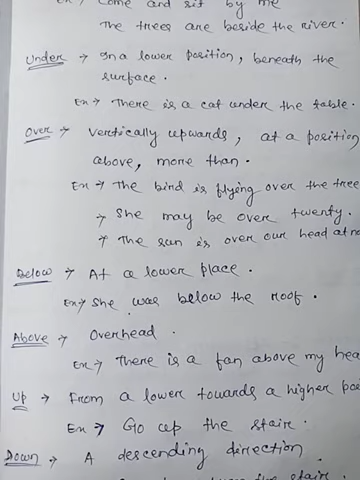 Ex → Come and sit by me
The trees are beside the river.
Under → In a lower position, beneath the
surface.
Ex → There is a cat under the table.
Over → Vertically upwards, at a position
above, more than.
Ex → The bird is flying over the tree
→ She may be over twenty.
→ The sun is over our head at
Below → At a lower place.
Ex → She was below the roof.
Above → Overhead.
Ex → There is a fan above my
Up → From a lower towards a higher
Ex → Go up the stair.
Down → A descending direction
stair.